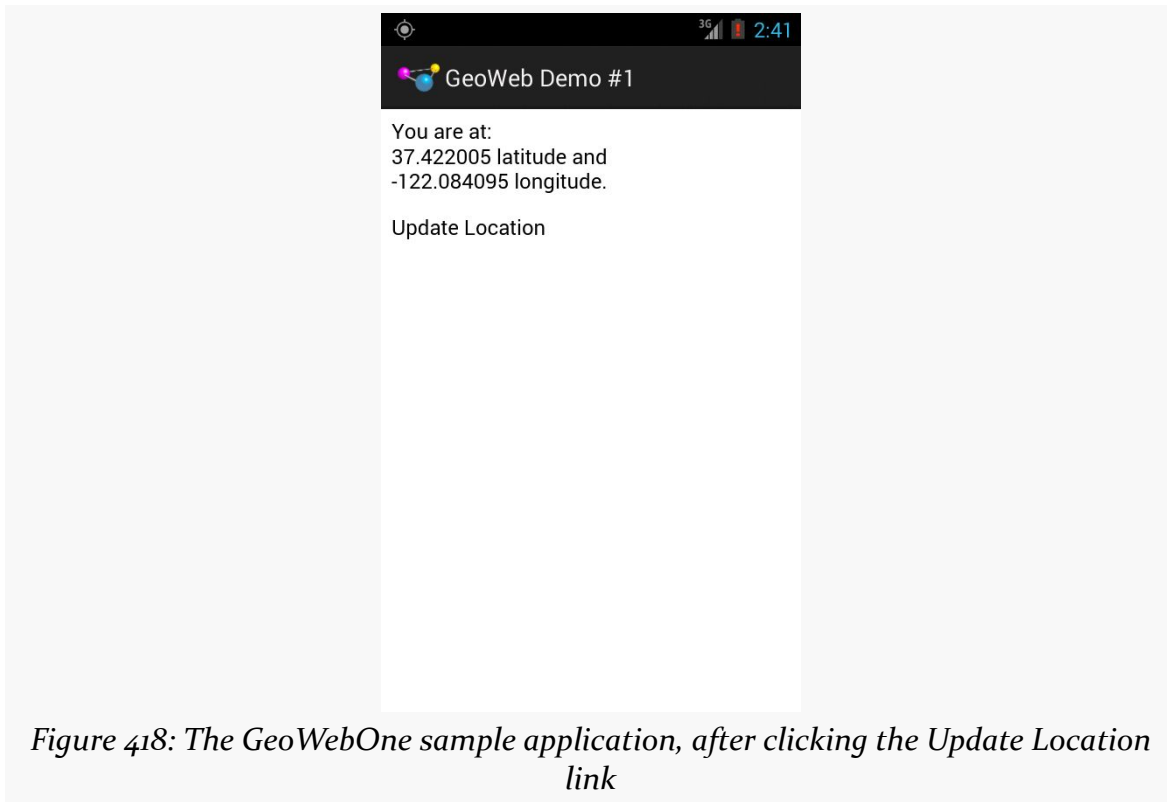 3G 2:41
GeoWeb Demo #1
You are at:
37.422005 latitude and
-122.084095 longitude.
Update Location
Figure 418: The GeoWebOne sample application, after clicking the Update Location
link